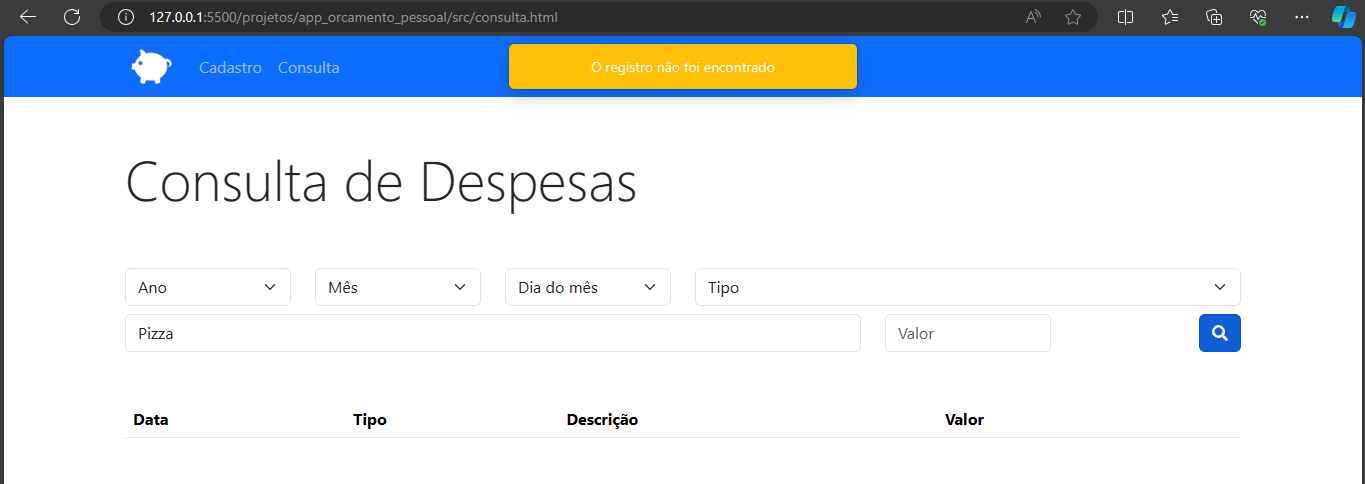 127.0.0.1:5500/projetos/app_orcamento_pessoal/src/consulta.html
Cadastro Consulta O registro não foi encontrado
Consulta de Despesas
Ano Mês Dia do mês Tipo
Pizza Valor
Data Tipo Descrição Valor